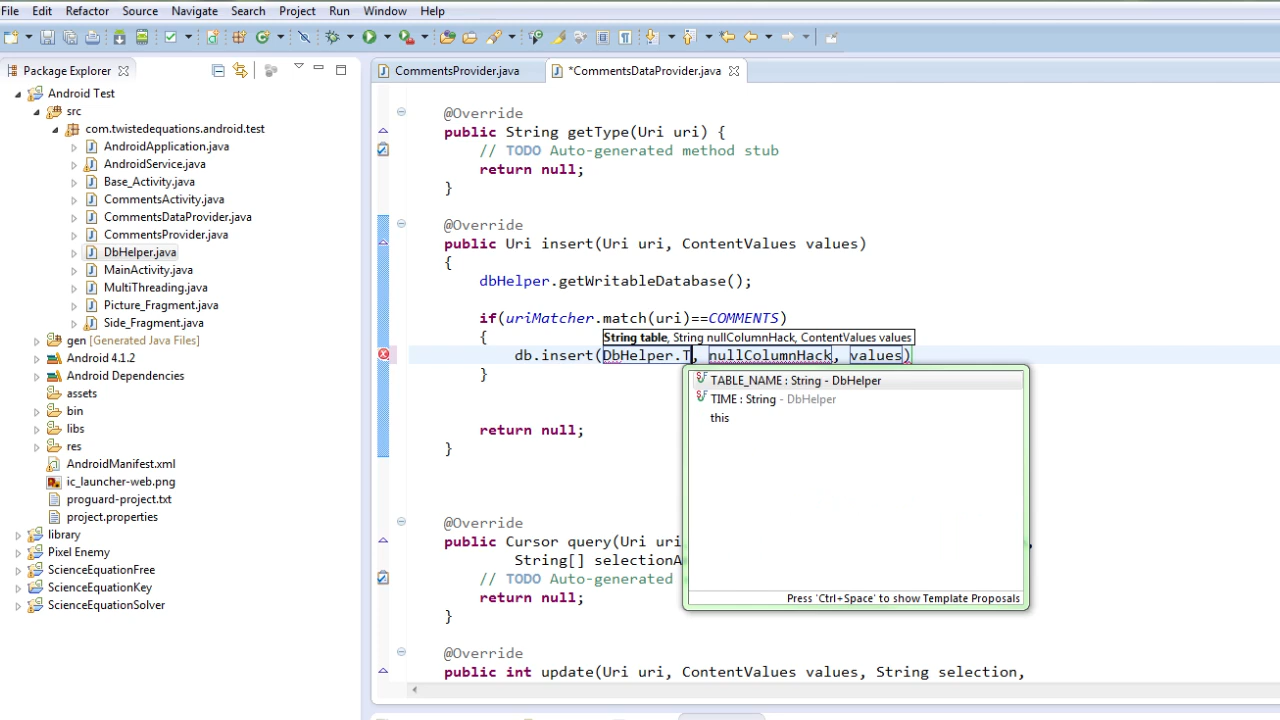 File Edit Refactor Source Navigate Search Project Run Window Help
Package Explorer
CommentsProvider.java
*CommentsDataProvider.java
Android Test
src
com.twistedequations.android.test
AndroidApplication.java
AndroidService.java
Base_Activity.java
CommentsActivity.java
CommentsDataProvider.java
CommentsProvider.java
DbHelper.java
MainActivity.java
MultiThreading.java
Picture_Fragment.java
Side_Fragment.java
gen [Generated Java Files]
Android 4.1.2
Android Dependencies
assets
bin
libs
res
AndroidManifest.xml
ic_launcher-web.png
proguard-project.txt
project.properties
library
Pixel Enemy
ScienceEquationFree
ScienceEquationKey
ScienceEquationSolver
@Override
public String getType(Uri uri) {
// TODO Auto-generated method stub
return null;
}
@Override
public Uri insert(Uri uri, ContentValues values)
{
dbHelper.getWritableDatabase();
if(uriMatcher.match(uri)==COMMENTS)
{
String table, String nullColumnHack, ContentValues values
db.insert(DbHelper.T, nullColumnHack, values)
}
TABLE_NAME : String - DbHelper
TIME : String - DbHelper
this
Press 'Ctrl+Space' to show Template Proposals
return null;
}
@Override
public Cursor query(Uri uri
String[] selectionA
// TODO Auto-generated
return null;
}
@Override
public int update(Uri uri, ContentValues values, String selection,